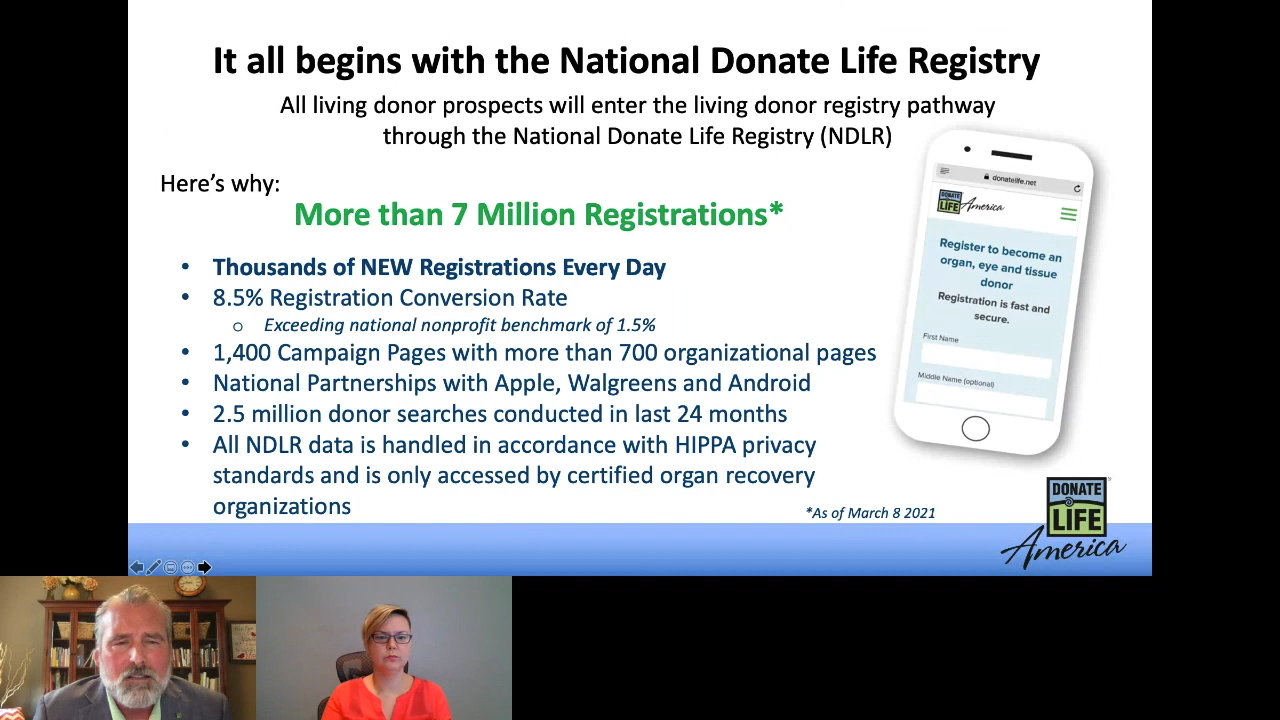 It all begins with the National Donate Life Registry
All living donor prospects will enter the living donor registry pathway
through the National Donate Life Registry (NDLR)
Here's why:
More than 7 Million Registrations*
• Thousands of NEW Registrations Every Day
• 8.5% Registration Conversion Rate
o Exceeding national nonprofit benchmark of 1.5%
• 1,400 Campaign Pages with more than 700 organizational pages
• National Partnerships with Apple, Walgreens and Android
• 2.5 million donor searches conducted in last 24 months
• All NDLR data is handled in accordance with HIPPA privacy
standards and is only accessed by certified organ recovery
organizations
*As of March 8 2021
donatelife.net
DONATE
LIFE America
Register to become an
organ, eye and tissue
donor
Registration is fast and
secure.
First Name
Middle Name (optional)
DONATE
LIFE
America